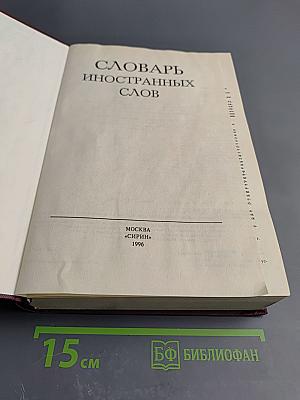 СЛОВАРЬ
ИНОСТРАННЫХ
СЛОВ
МОСКВА
«СИРИН»
1996
15 см
БФ БИБЛИОФАН